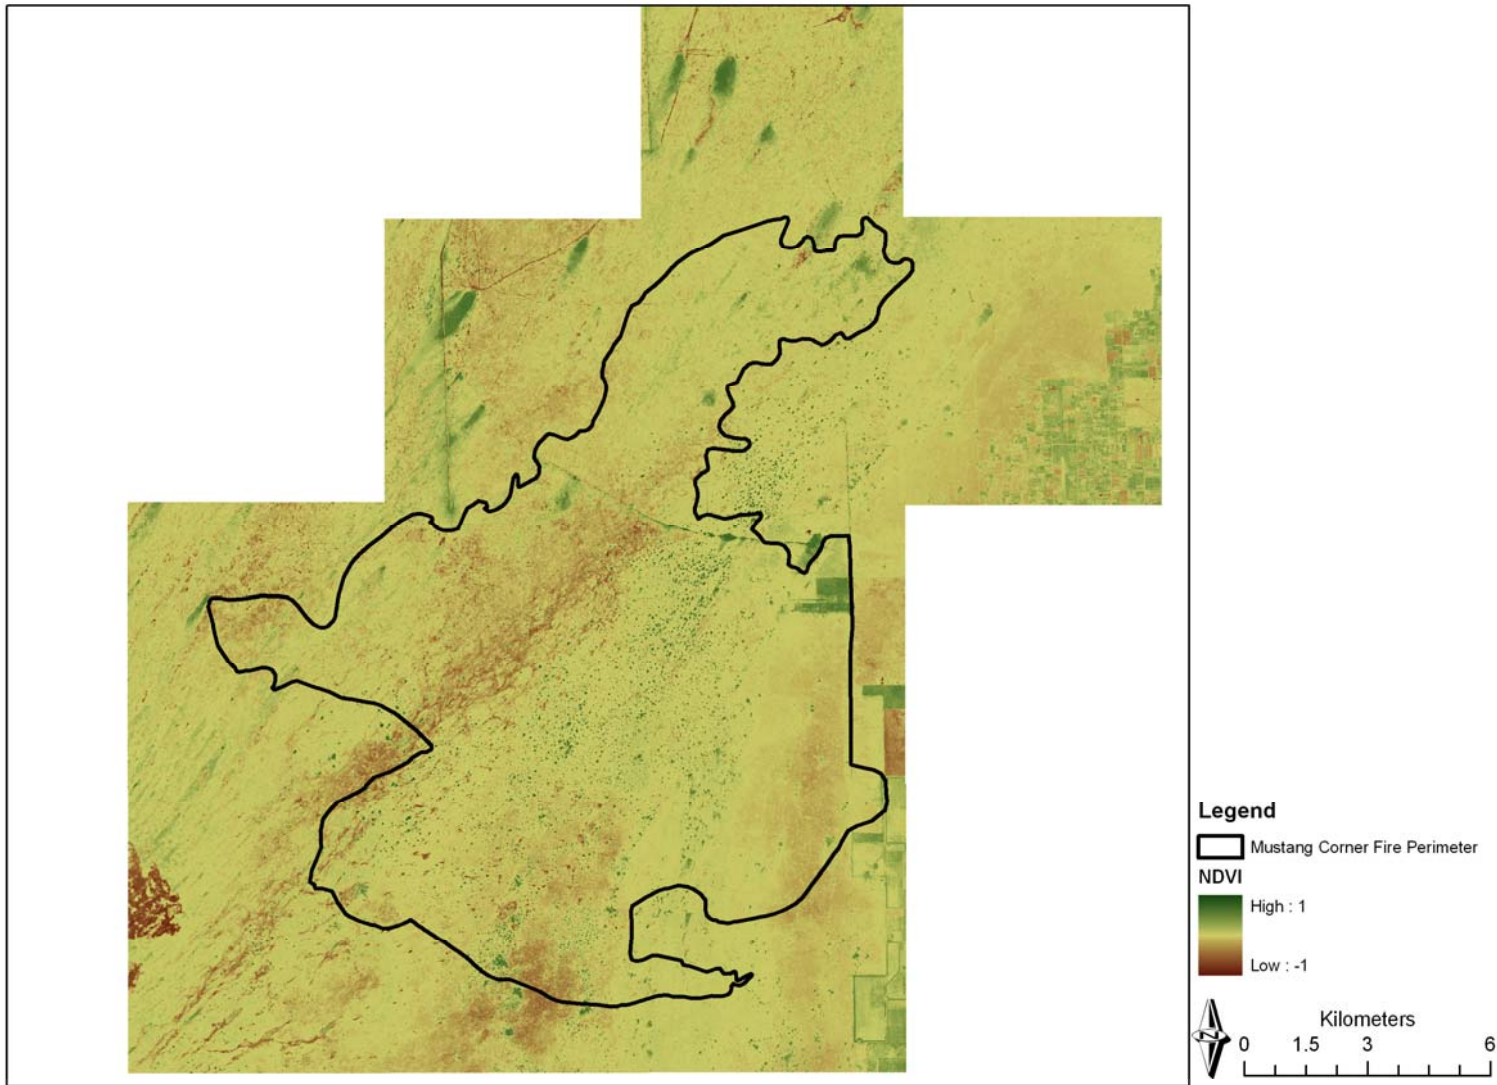 Legend
Mustang Corner Fire Perimeter
NDVI
High : 1
Low : -1
N
Kilometers
0 1.5 3 6